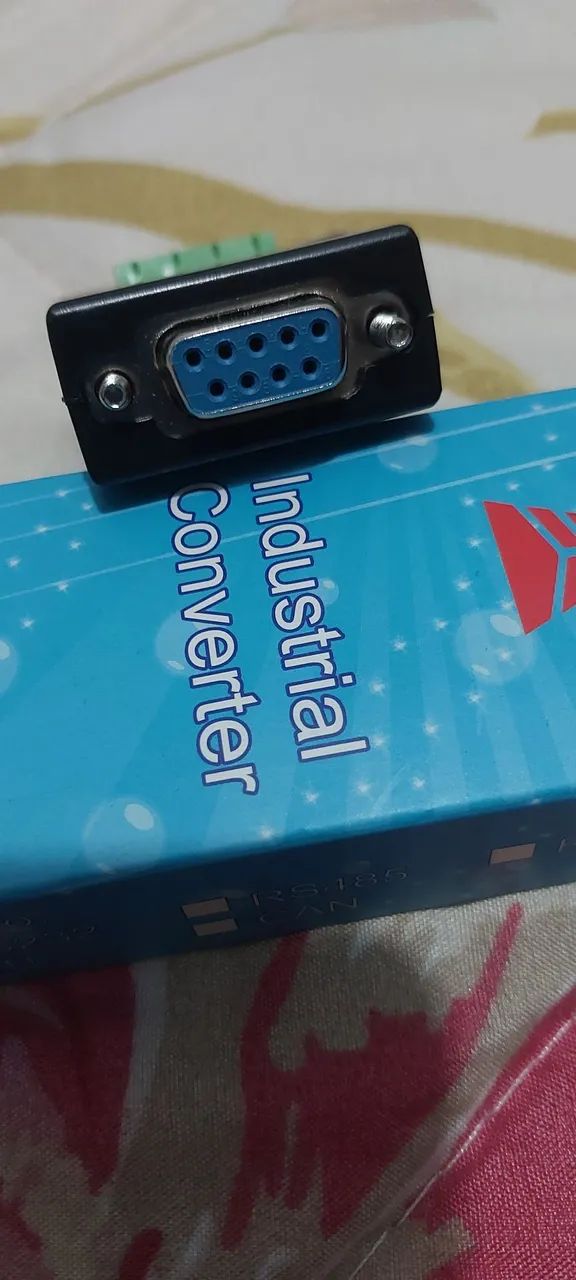 Industrial
Converter
RS485
CAN